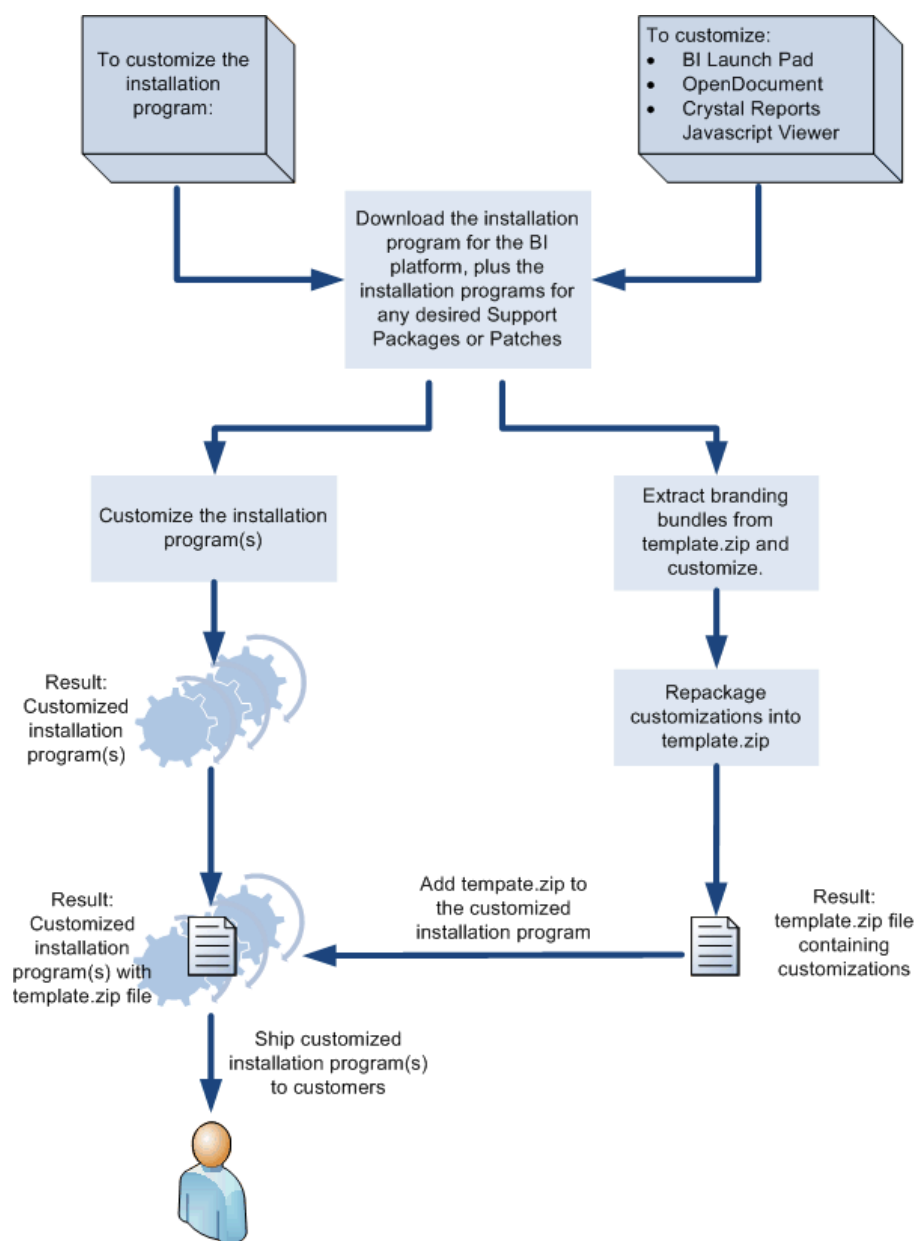 To customize the
installation
program:
To customize:
• BI Launch Pad
• OpenDocument
• Crystal Reports
Javascript Viewer
Download the installation
program for the BI
platform, plus the
installation programs for
any desired Support
Packages or Patches
Customize the installation
program(s)
Extract branding
bundles from
template.zip and
customize.
Result:
Customized
installation
program(s)
Repackage
customizations into
template.zip
Result:
Customized
installation
program(s) with
template.zip file
Add tempate.zip to
the customized
installation program
Result:
template.zip file
containing
customizations
Ship customized
installation program(s)
to customers